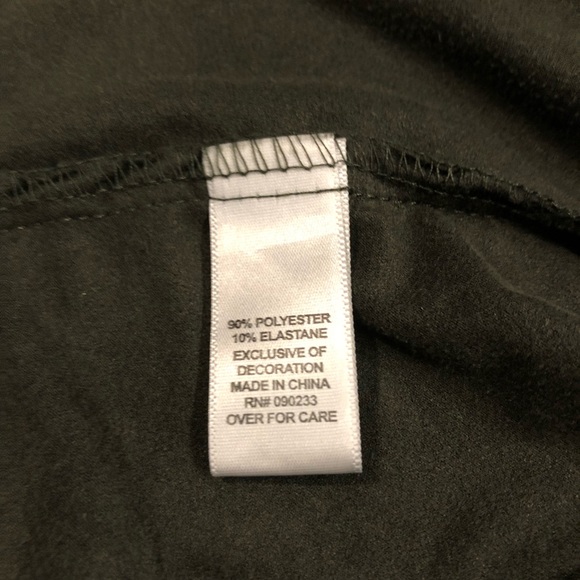 90% POLYESTER
10% ELASTANE
EXCLUSIVE OF
DECORATION
MADE IN CHINA
RN# 090233
OVER FOR CARE